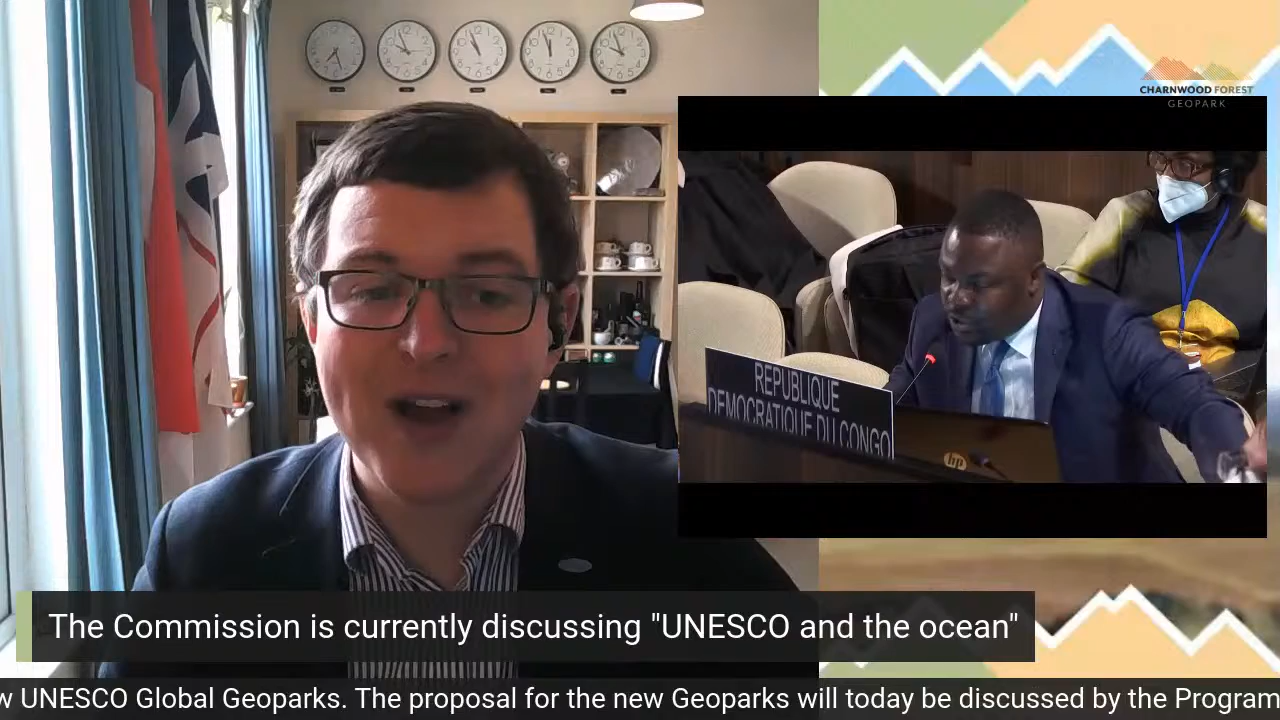 CHARNWOOD FOREST
GEOPARK
REPUBLIQUE
DEMOCRATIQUE DU CONGO
hp
The Commission is currently discussing "UNESCO and the ocean"
w UNESCO Global Geoparks. The proposal for the new Geoparks will today be discussed by the Program